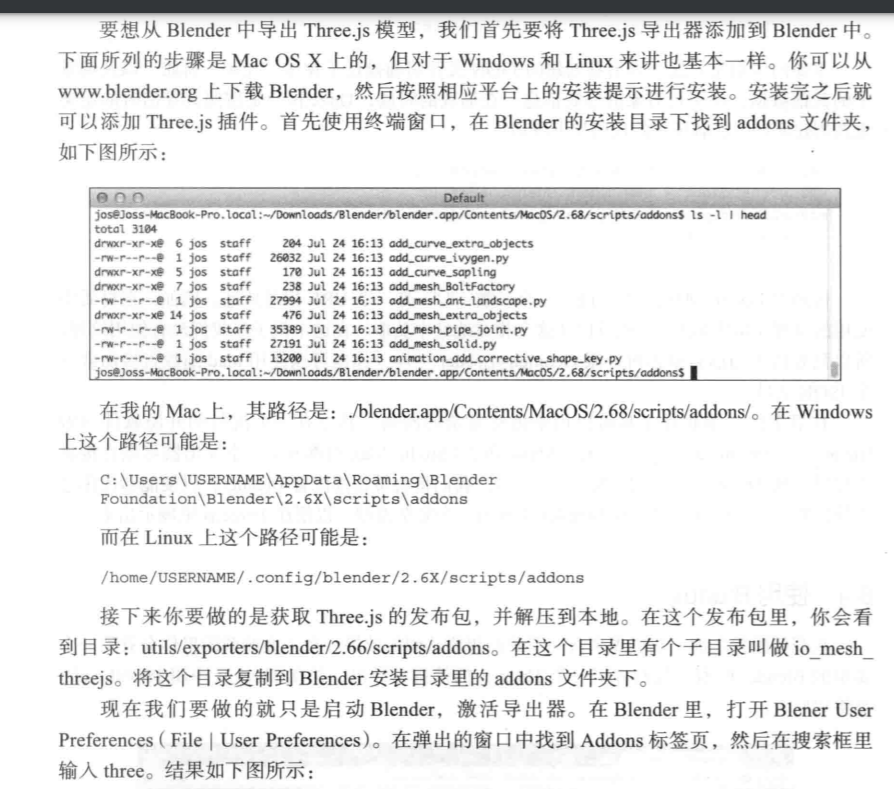 要想从 Blender 中导出 Three.js 模型，我们首先要将 Three.js 导出器添加到 Blender 中。
下面所列的步骤是 Mac OS X 上的，但对于 Windows 和 Linux 来讲也基本一样。你可以从
www.blender.org 上下载 Blender，然后按照相应平台上的安装提示进行安装。安装完之后就
可以添加 Three.js 插件。首先使用终端窗口，在 Blender 的安装目录下找到 addons 文件夹，
如下图所示：
Default
jos@Joss-MacBook-Pro.local:~/Downloads/Blender/blender.app/Contents/MacOS/2.68/scripts/addons$ ls -l | head
total 3104
drwxr-xr-x@ 6 jos staff 204 Jul 24 16:13 add_curve_extra_objects
-rw-r--r--@ 1 jos staff 26032 Jul 24 16:13 add_curve_ivygen.py
drwxr-xr-x@ 5 jos staff 170 Jul 24 16:13 add_curve_sapling
drwxr-xr-x@ 7 jos staff 238 Jul 24 16:13 add_mesh_BoltFactory
-rw-r--r--@ 1 jos staff 27994 Jul 24 16:13 add_mesh_ant_landscape.py
drwxr-xr-x@ 14 jos staff 476 Jul 24 16:13 add_mesh_extra_objects
-rw-r--r--@ 1 jos staff 35389 Jul 24 16:13 add_mesh_pipe_joint.py
-rw-r--r--@ 1 jos staff 27191 Jul 24 16:13 add_mesh_solid.py
-rw-r--r--@ 1 jos staff 13200 Jul 24 16:13 animation_add_corrective_shape_key.py
jos@Joss-MacBook-Pro.local:~/Downloads/Blender/blender.app/Contents/MacOS/2.68/scripts/addons$
在我的 Mac 上，其路径是：./blender.app/Contents/MacOS/2.68/scripts/addons/。在 Windows
上这个路径可能是：
C:\Users\USERNAME\AppData\Roaming\Blender
Foundation\Blender\2.6X\scripts\addons
而在 Linux 上这个路径可能是：
/home/USERNAME/.config/blender/2.6X/scripts/addons
接下来你要做的是获取 Three.js 的发布包，并解压到本地。在这个发布包里，你会看
到目录：utils/exporters/blender/2.66/scripts/addons。在这个目录里有个子目录叫做 io_mesh_
threejs。将这个目录复制到 Blender 安装目录里的 addons 文件夹下。
现在我们要做的就只是启动 Blender，激活导出器。在 Blender 里，打开 Blener User
Preferences（File | User Preferences）。在弹出的窗口中找到 Addons 标签页，然后在搜索框里
输入 three。结果如下图所示：